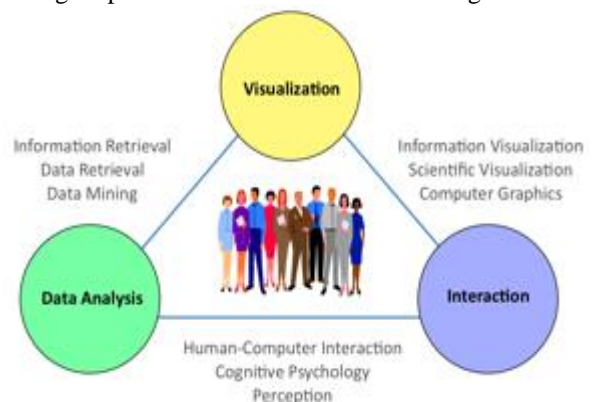 Visualization
Information Retrieval
Data Retrieval
Data Mining
Information Visualization
Scientific Visualization
Computer Graphics
Data Analysis
Interaction
Human-Computer Interaction
Cognitive Psychology
Perception